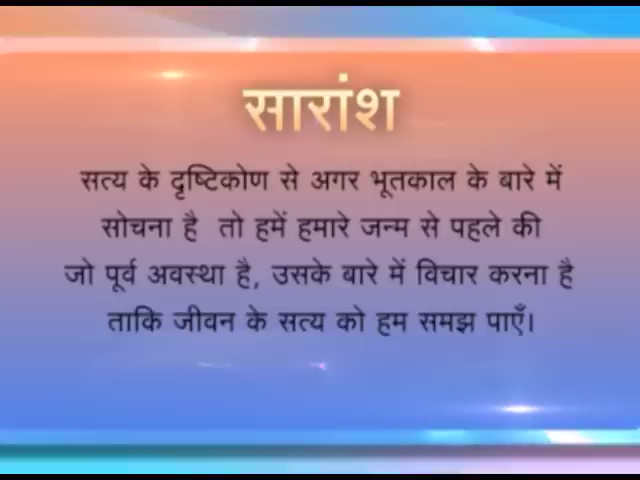 सारांश
सत्य के दृष्टिकोण से अगर भूतकाल के बारे में
सोचना है तो हमें हमारे जन्म से पहले की
जो पूर्व अवस्था है, उसके बारे में विचार करना है
ताकि जीवन के सत्य को हम समझ पाएँ।